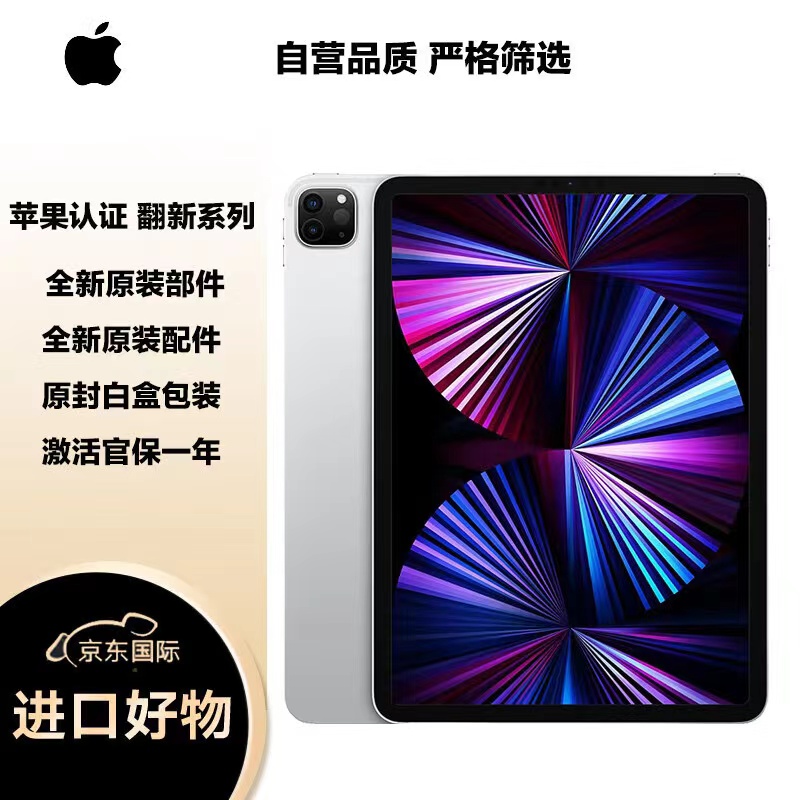 自营品质 严格筛选
苹果认证 翻新系列
全新原装部件
全新原装配件
原封白盒包装
激活官保一年
京东国际
进口好物